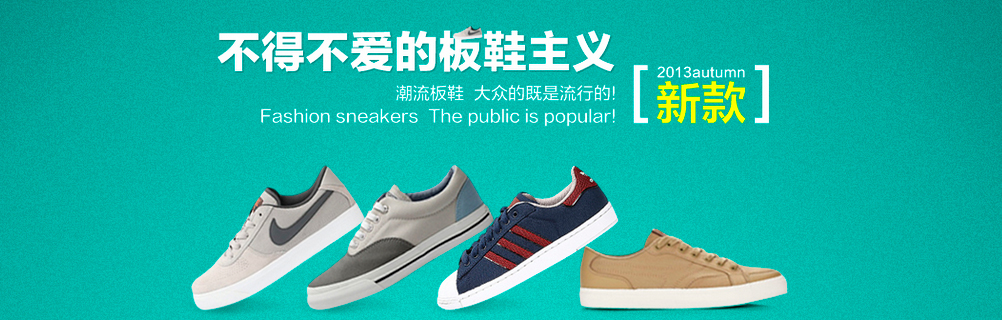 不得不爱的板鞋主义
潮流板鞋 大众的既是流行的!
Fashion sneakers The public is popular!
2013autumn
[新款]